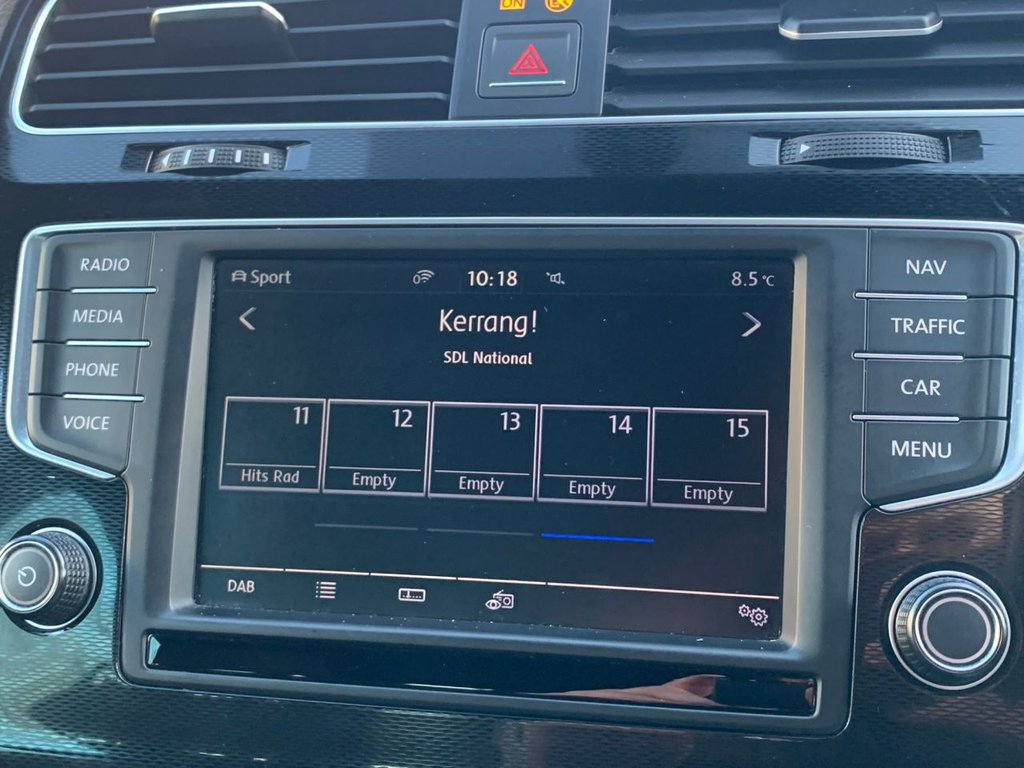 ON
RADIO
MEDIA
PHONE
VOICE
Sport
0
10:18
8.5 °C
Kerrang!
SDL National
11
12
13
14
15
Hits Rad
Empty
Empty
Empty
Empty
DAB
NAV
TRAFFIC
CAR
MENU